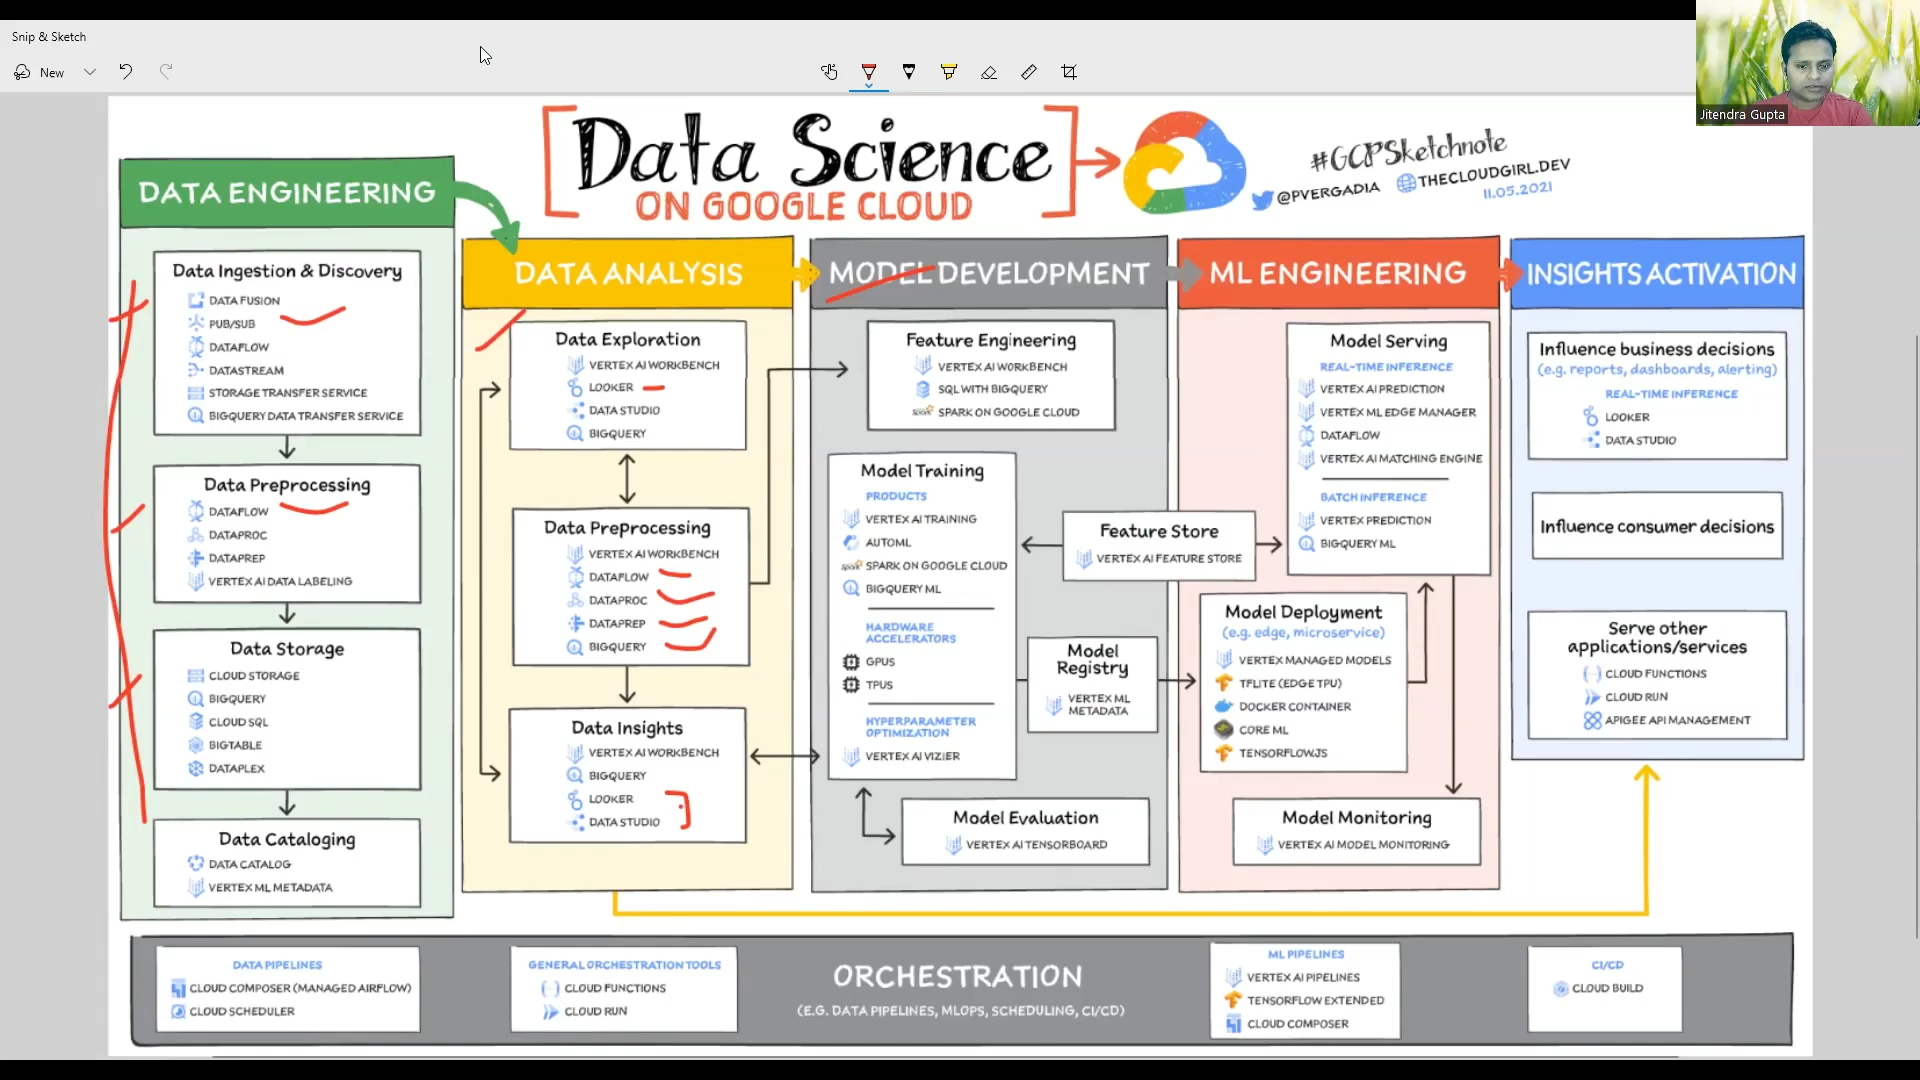 Snip & Sketch
New
Jitendra Gupta
Data Science
ON GOOGLE CLOUD
#GCPSketchnote
@PVERGADIA THECLOUDGIRL.DEV
11.05.2021
DATA ENGINEERING
Data Ingestion & Discovery
DATA FUSION
PUB/SUB
DATAFLOW
DATASTREAM
STORAGE TRANSFER SERVICE
BIGQUERY DATA TRANSFER SERVICE
Data Preprocessing
DATAFLOW
DATAPROC
DATAPREP
VERTEX AI DATA LABELING
Data Storage
CLOUD STORAGE
BIGQUERY
CLOUD SQL
BIGTABLE
DATAPLEX
Data Cataloging
DATA CATALOG
VERTEX ML METADATA
DATA ANALYSIS
Data Exploration
VERTEX AI WORKBENCH
LOOKER
DATA STUDIO
BIGQUERY
Data Preprocessing
VERTEX AI WORKBENCH
DATAFLOW
DATAPROC
DATAPREP
BIGQUERY
Data Insights
VERTEX AI WORKBENCH
BIGQUERY
LOOKER
DATA STUDIO
MODEL DEVELOPMENT
Feature Engineering
VERTEX AI WORKBENCH
SQL WITH BIGQUERY
Spark SPARK ON GOOGLE CLOUD
Model Training
PRODUCTS
VERTEX AI TRAINING
AUTOML
Spark SPARK ON GOOGLE CLOUD
BIGQUERY ML
HARDWARE
ACCELERATORS
GPUS
TPUS
HYPERPARAMETER
OPTIMIZATION
VERTEX AI VIZIER
Feature Store
VERTEX AI FEATURE STORE
Model
Registry
VERTEX ML
METADATA
Model Evaluation
VERTEX AI TENSORBOARD
ML ENGINEERING
Model Serving
REAL-TIME INFERENCE
VERTEX AI PREDICTION
VERTEX ML EDGE MANAGER
DATAFLOW
VERTEX AI MATCHING ENGINE
BATCH INFERENCE
VERTEX PREDICTION
BIGQUERY ML
Model Deployment
(e.g. edge, microservice)
VERTEX MANAGED MODELS
TFLITE (EDGE TPU)
DOCKER CONTAINER
CORE ML
TENSORFLOW.JS
Model Monitoring
VERTEX AI MODEL MONITORING
INSIGHTS ACTIVATION
Influence business decisions
(e.g. reports, dashboards, alerting)
REAL-TIME INFERENCE
LOOKER
DATA STUDIO
Influence consumer decisions
Serve other
applications/services
CLOUD FUNCTIONS
CLOUD RUN
APIGEE API MANAGEMENT
DATA PIPELINES
CLOUD COMPOSER (MANAGED AIRFLOW)
CLOUD SCHEDULER
GENERAL ORCHESTRATION TOOLS
CLOUD FUNCTIONS
CLOUD RUN
ORCHESTRATION
(E.G. DATA PIPELINES, MLOPS, SCHEDULING, CI/CD)
ML PIPELINES
VERTEX AI PIPELINES
TENSORFLOW EXTENDED
CLOUD COMPOSER
CI/CD
CLOUD BUILD